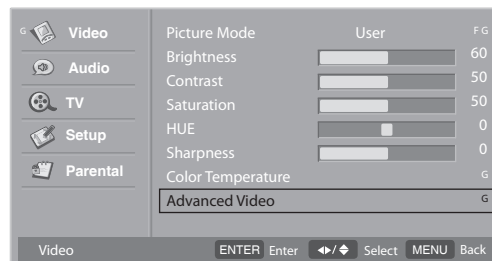 G Video
Audio
TV
Setup
Parental
Picture Mode User F G
Brightness 60
Contrast 50
Saturation 50
HUE 0
Sharpness 0
Color Temperature G
Advanced Video G
Video ENTER Enter / Select MENU Back